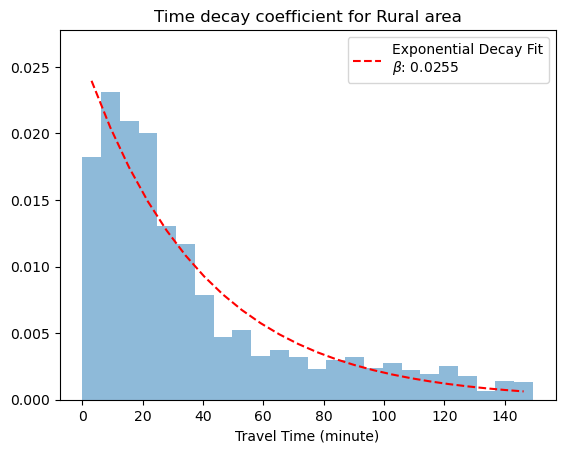 Time decay coefficient for Rural area
Exponential Decay Fit
β: 0.0255
0.025
0.020
0.015
0.010
0.005
0.000
0 20 40 60 80 100 120 140
Travel Time (minute)